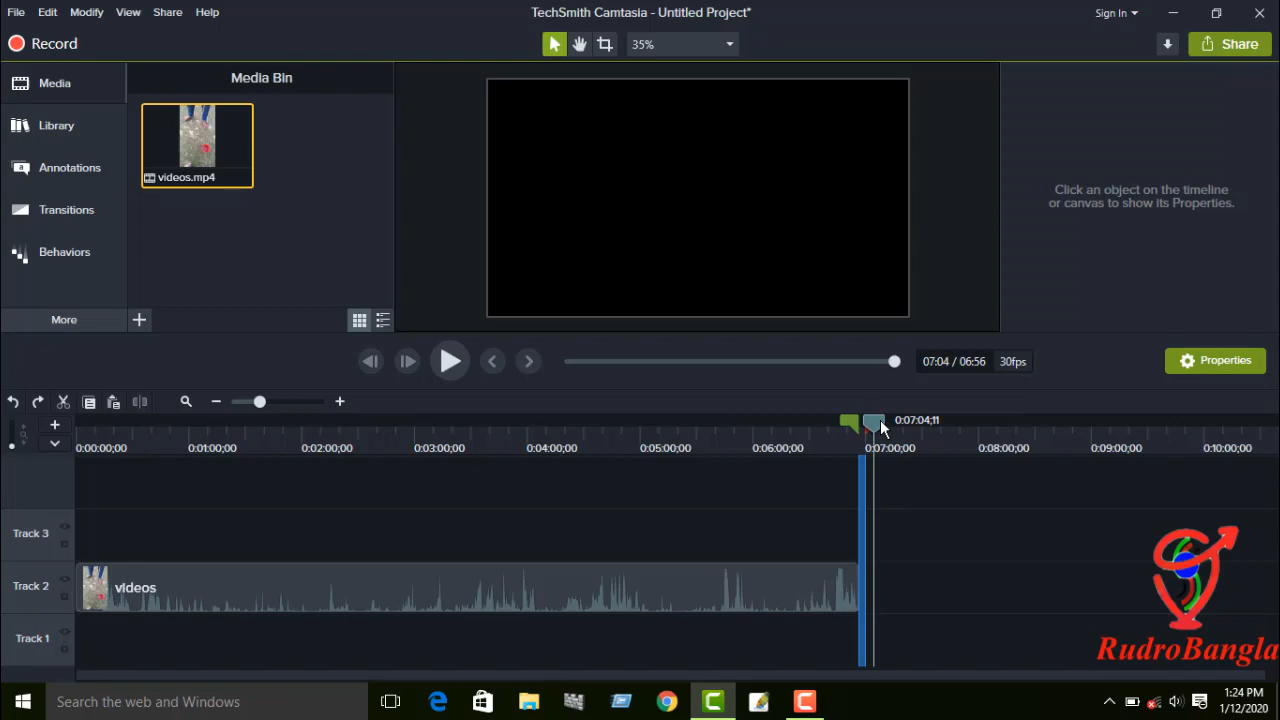 File Edit Modify View Share Help
TechSmith Camtasia - Untitled Project*
Sign In
Record
35%
Share
Media
Library
Annotations
Transitions
Behaviors
More
Media Bin
videos.mp4
Click an object on the timeline
or canvas to show its Properties.
07:04 / 06:56 30fps
Properties
0:07:04;11
0:00:00;00 0:01:00;00 0:02:00;00 0:03:00;00 0:04:00;00 0:05:00;00 0:06:00;00 0:07:00;00 0:08:00;00 0:09:00;00 0:10:00;00
Track 3
Track 2
videos
Track 1
RudroBangla
Search the web and Windows
1:24 PM
1/12/2020